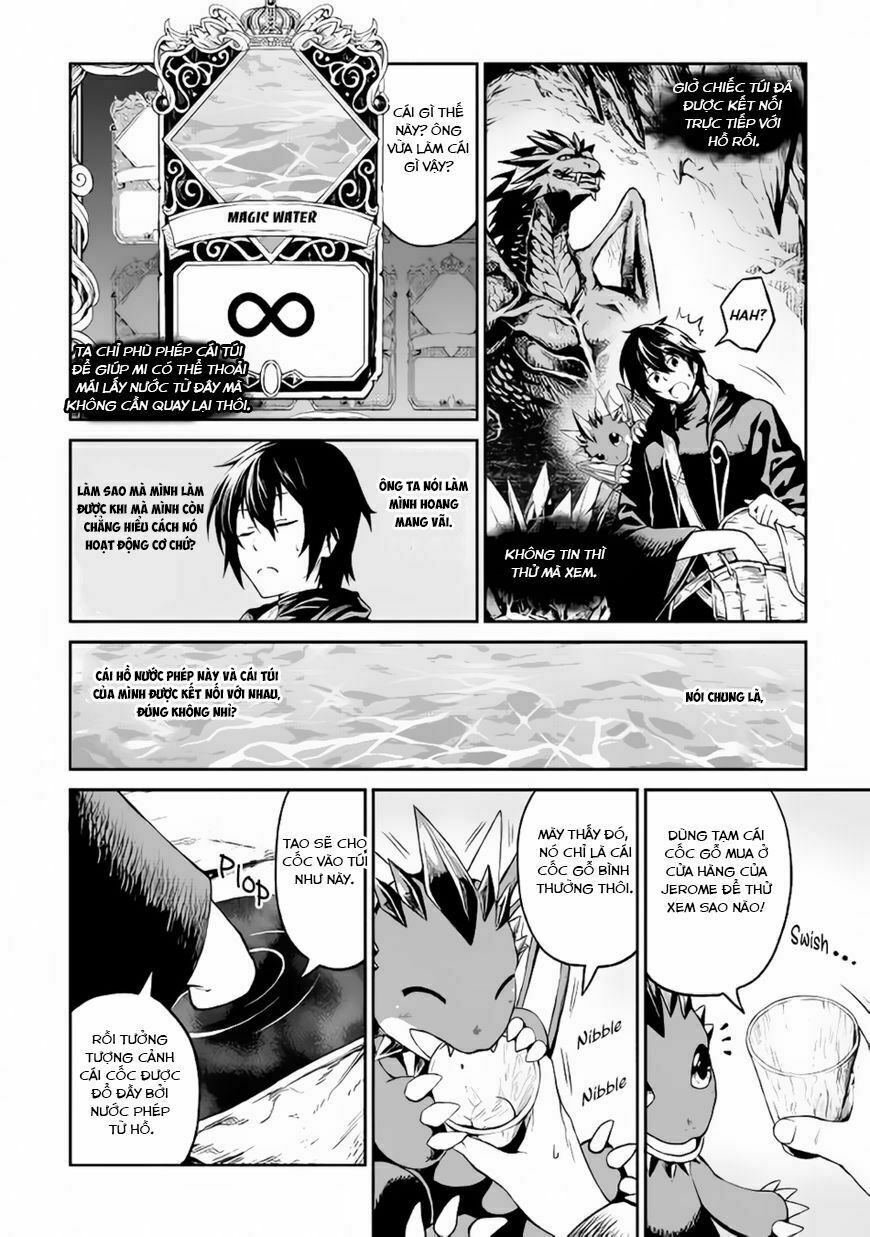 GIỜ CHIẾC TÚI ĐÃ
ĐƯỢC KẾT NỐI
TRỰC TIẾP VỚI
HỒ RỒI.
HAH?
KHÔNG TIN THÌ
THỬ MÀ XEM.
CÁI GÌ THẾ
NÀY? ÔNG
VỪA LÀM CÁI
GÌ VẬY?
MAGIC WATER
∞
TA CHỈ PHÙ PHÉP CÁI TÚI
ĐỂ GIÚP MI CÓ THỂ THOẢI
MÁI LẤY NƯỚC TỪ ĐÂY MÀ
KHÔNG CẦN QUAY LẠI THÔI.
ÔNG TA NÓI LÀM
MÌNH HOANG
MANG VÃI.
LÀM SAO MÀ MÌNH LÀM
ĐƯỢC KHI MÀ MÌNH CÒN
CHẲNG HIỂU CÁCH NÓ
HOẠT ĐỘNG CƠ CHỨ?
NÓI CHUNG LÀ,
CÁI HỒ NƯỚC PHÉP NÀY VÀ CÁI TÚI
CỦA MÌNH ĐƯỢC KẾT NỐI VỚI NHAU,
ĐÚNG KHÔNG NHỈ?
DÙNG TẠM CÁI
CỐC GỖ MUA Ở
CỬA HÀNG CỦA
JEROME ĐỂ THỬ
XEM SAO NÀO!
Swish...
MÀY THẤY ĐÓ,
NÓ CHỈ LÀ CÁI
CỐC GỖ BÌNH
THƯỜNG THÔI.
Nibble
Nibble
TAO SẼ CHO
CỐC VÀO TÚI
NHƯ NÀY.
Plop
RỒI TƯỞNG
TƯỢNG CẢNH
CÁI CỐC ĐƯỢC
ĐỔ ĐẦY BỞI
NƯỚC PHÉP
TỪ HỒ.